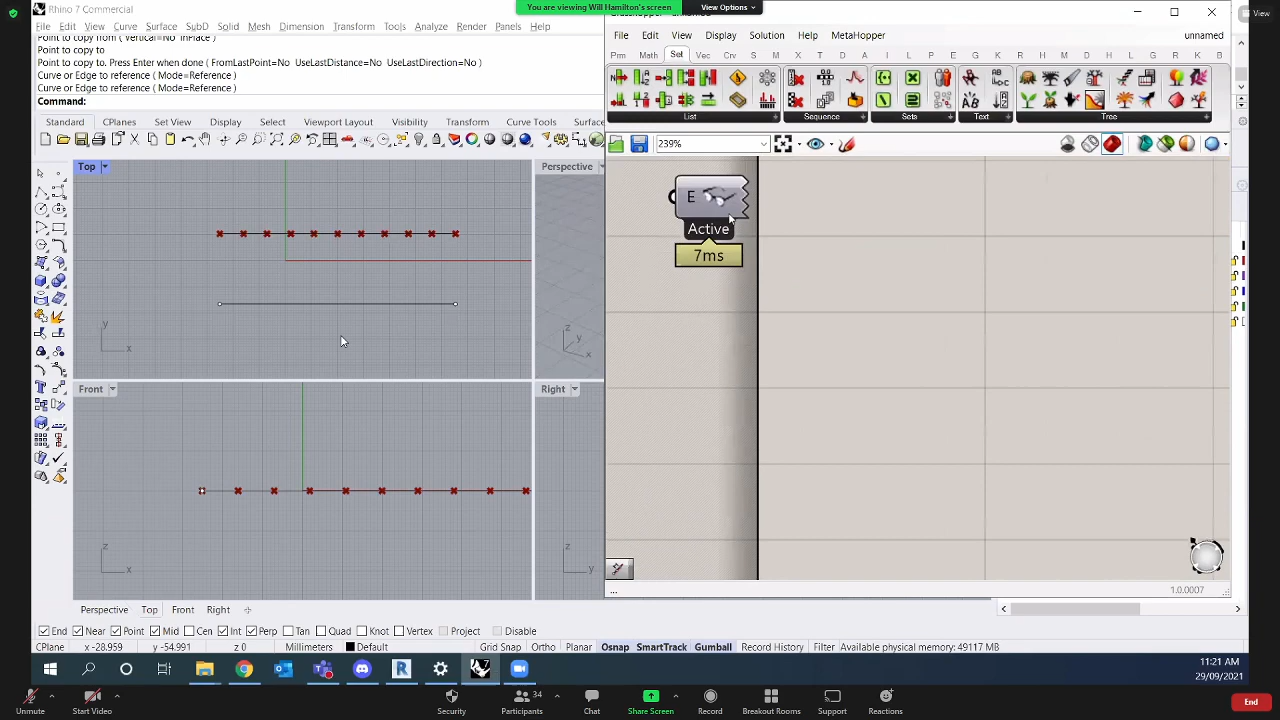 Rhino 7 Commercial
You are viewing Will Hamilton's screen
View Options
View
File Edit View Curve Surface SubD Solid Mesh Dimension Transform Tools Analyze Render Panels
Point to copy from ( Vertical=No InPlace )
Point to copy to
Point to copy to. Press Enter when done ( FromLastPoint=No UseLastDistance=No UseLastDirection=No )
Curve or Edge to reference ( Mode=Reference )
Curve or Edge to reference ( Mode=Reference )
Command:
Standard CPlanes Set View Display Select Viewport Layout Visibility Transform Curve Tools Surface
File Edit View Display Solution Help MetaHopper unnamed
Prm Math Set Vec Crv
List Sequence Sets Text Tree
239%
Top
Perspective
y
x
z
y
x
E
Active
7ms
Front
Right
z
x
z
y
1.0.0007
Perspective Top Front Right
End Near Point Mid Cen Int Perp Tan Quad Knot Vertex Project Disable
CPlane x -28.959 y -54.991 z 0 Millimeters Default Grid Snap Ortho Planar Osnap SmartTrack Gumball Record History Filter Available physical memory: 49117 MB
11:21 AM
29/09/2021
Unmute Start Video Security Participants 34 Chat Share Screen Record Breakout Rooms Support Reactions End